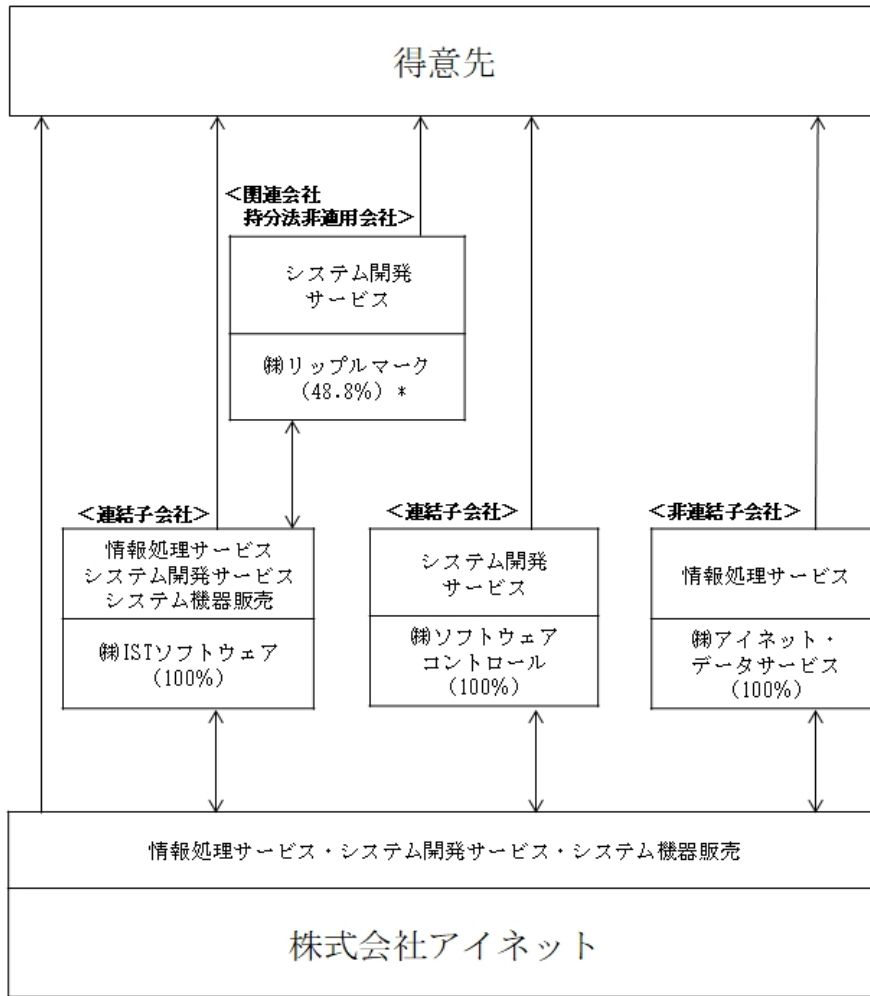 得意先
＜関連会社
持分法非適用会社＞
システム開発
サービス
㈱リップルマーク
(48.8%) *
＜連結子会社＞
情報処理サービス
システム開発サービス
システム機器販売
㈱ISTソフトウェア
(100%)
＜連結子会社＞
システム開発
サービス
㈱ソフトウェア
コントロール
(100%)
＜非連結子会社＞
情報処理サービス
㈱アイネット・
データサービス
(100%)
情報処理サービス・システム開発サービス・システム機器販売
株式会社アイネット